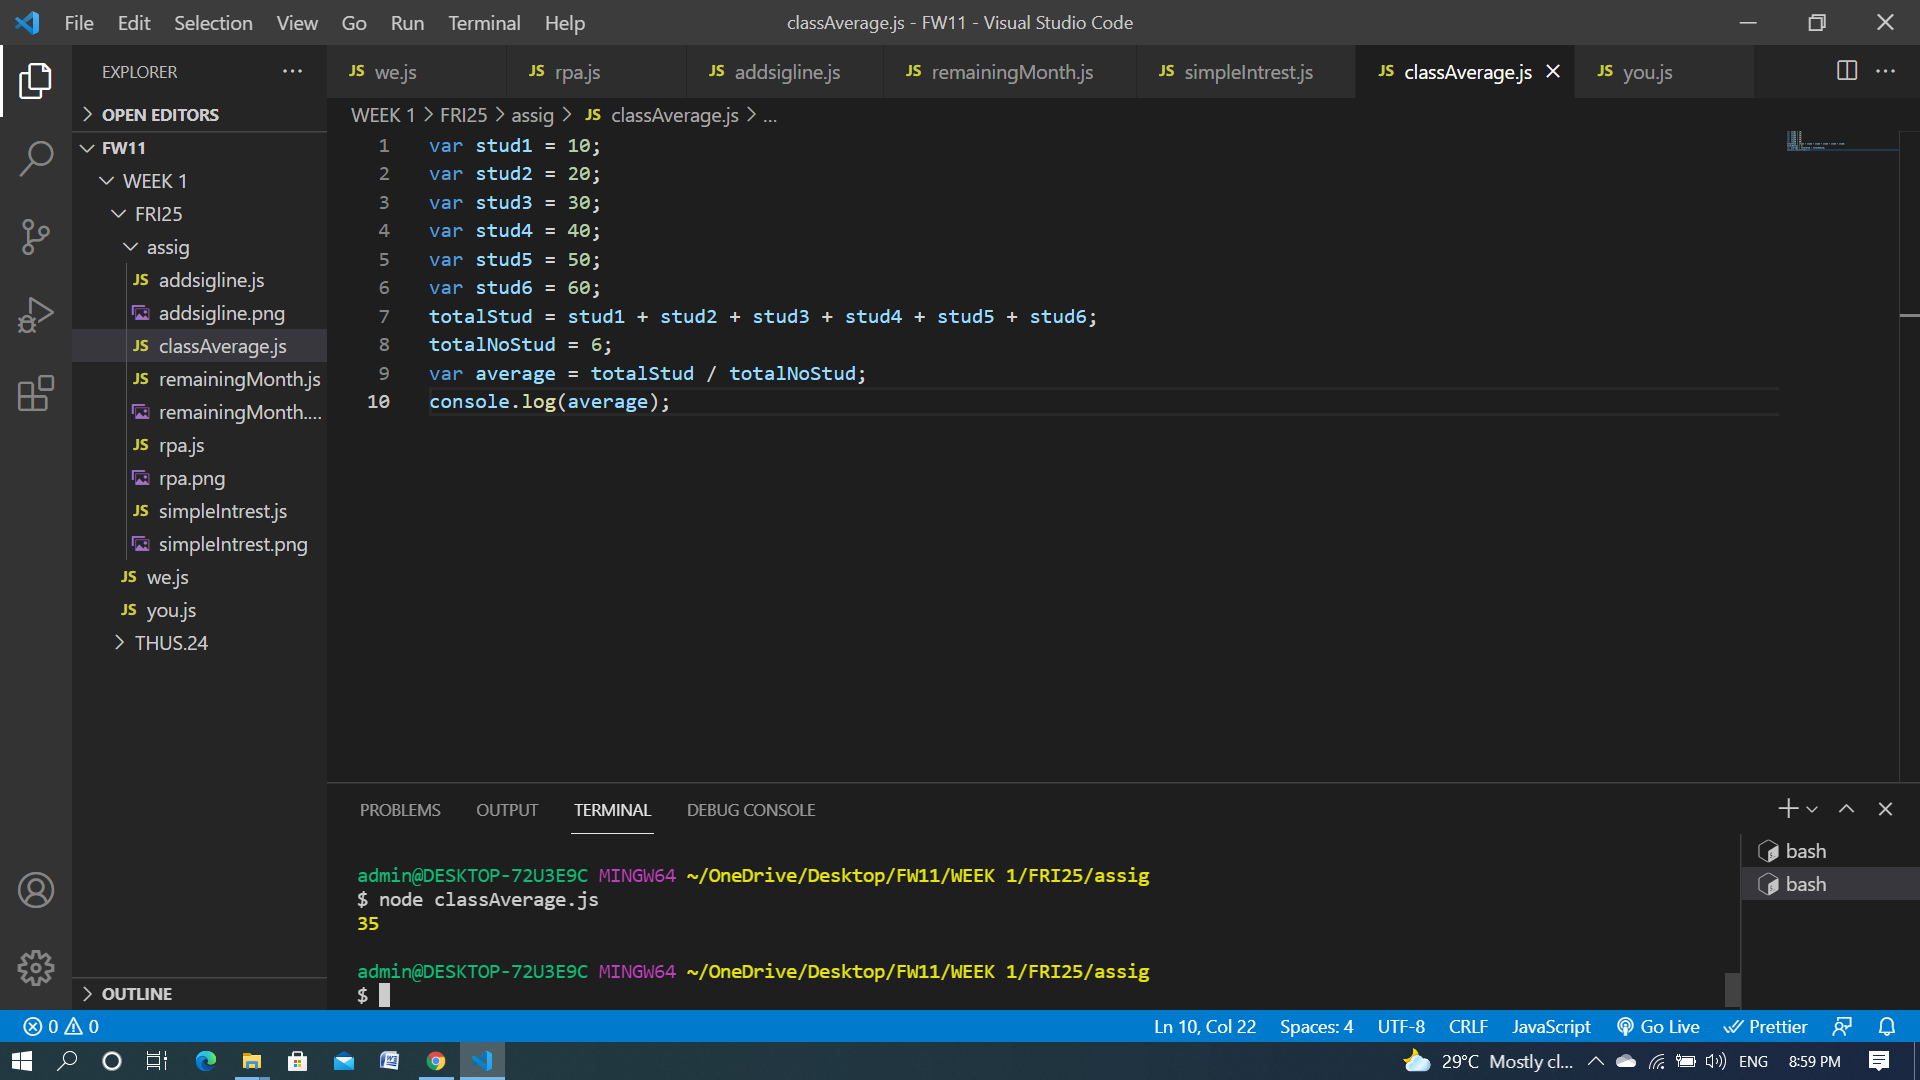 File Edit Selection View Go Run Terminal Help
classAverage.js - FW11 - Visual Studio Code
EXPLORER
OPEN EDITORS
FW11
WEEK 1
FRI25
assig
JS addsigline.js
addsigline.png
JS classAverage.js
JS remainingMonth.js
remainingMonth....
JS rpa.js
rpa.png
JS simpleIntrest.js
simpleIntrest.png
JS we.js
JS you.js
THUS.24
OUTLINE
JS we.js JS rpa.js JS addsigline.js JS remainingMonth.js JS simpleIntrest.js JS classAverage.js JS you.js
WEEK 1 > FRI25 > assig > JS classAverage.js > ...
1 var stud1 = 10;
2 var stud2 = 20;
3 var stud3 = 30;
4 var stud4 = 40;
5 var stud5 = 50;
6 var stud6 = 60;
7 totalStud = stud1 + stud2 + stud3 + stud4 + stud5 + stud6;
8 totalNoStud = 6;
9 var average = totalStud / totalNoStud;
10 console.log(average);
PROBLEMS OUTPUT TERMINAL DEBUG CONSOLE
admin@DESKTOP-72U3E9C MINGW64 ~/OneDrive/Desktop/FW11/WEEK 1/FRI25/assig
$ node classAverage.js
35
admin@DESKTOP-72U3E9C MINGW64 ~/OneDrive/Desktop/FW11/WEEK 1/FRI25/assig
$
bash
bash
0 0 Ln 10, Col 22 Spaces: 4 UTF-8 CRLF JavaScript Go Live Prettier
29°C Mostly cl... ENG 8:59 PM